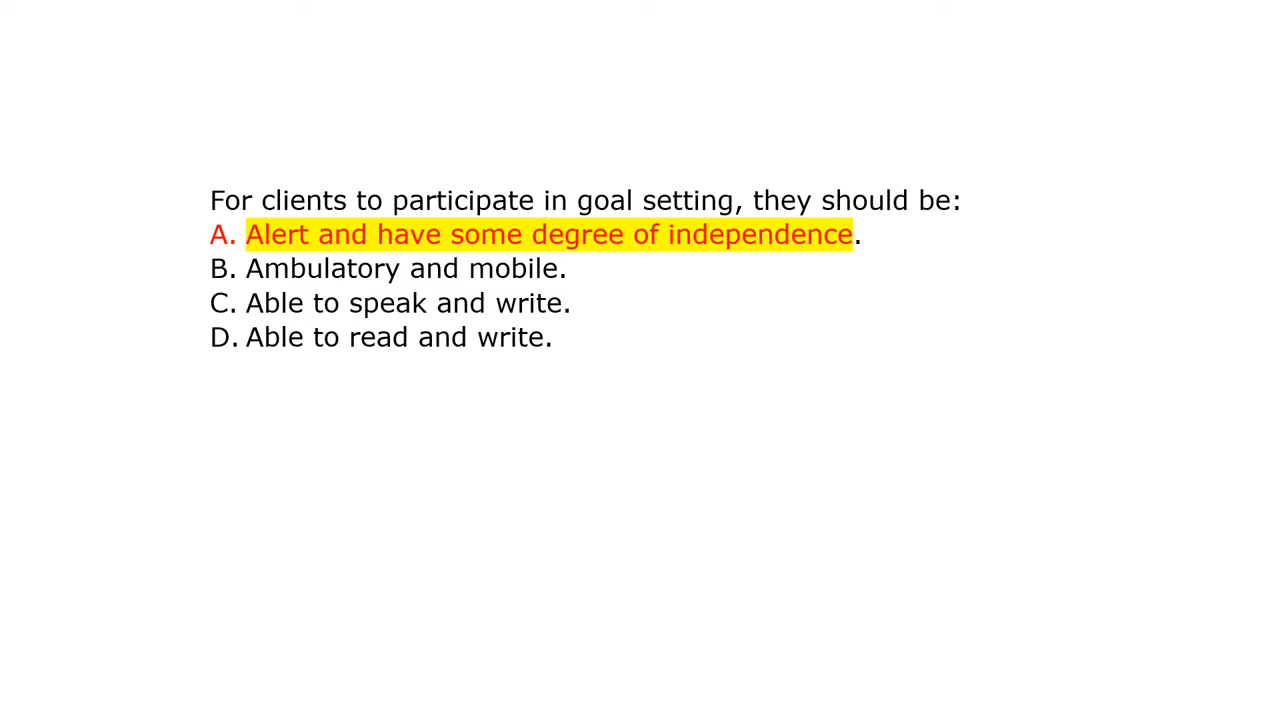 For clients to participate in goal setting, they should be:
A. Alert and have some degree of independence.
B. Ambulatory and mobile.
C. Able to speak and write.
D. Able to read and write.